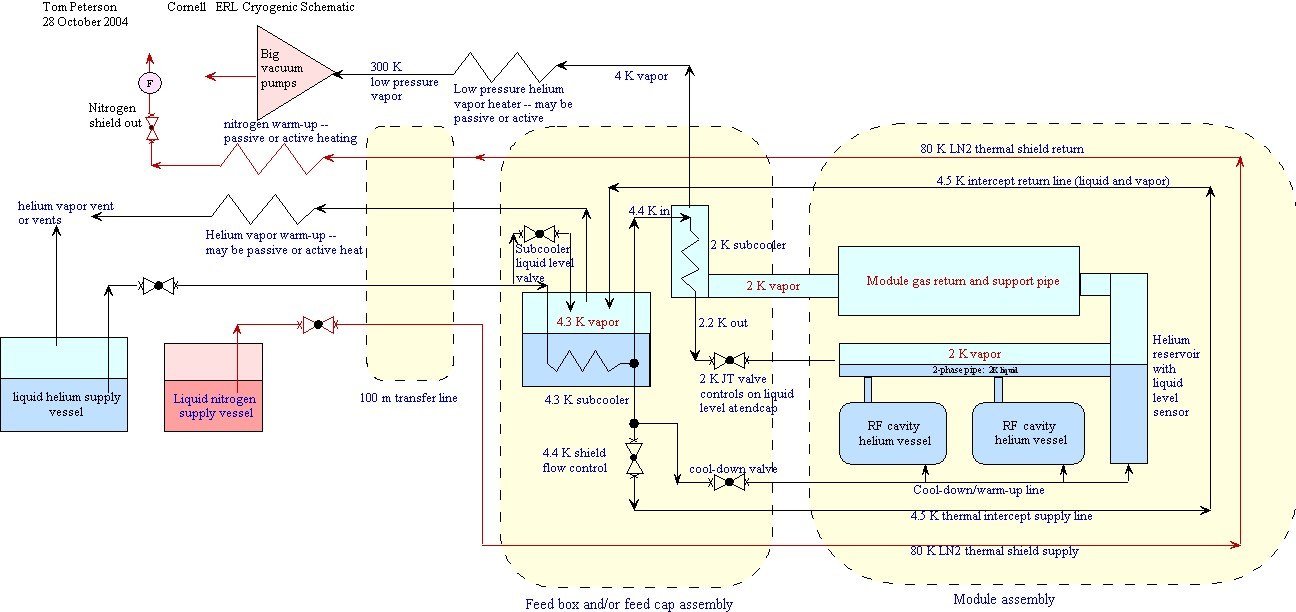 Tom Peterson
28 October 2004
Cornell ERL Cryogenic Schematic
Big
vacuum
pumps
300 K
low pressure
vapor
Low pressure helium
vapor heater -- may be
passive or active
4 K vapor
F
Nitrogen
shield out
nitrogen warm-up --
passive or active heating
80 K LN2 thermal shield return
4.5 K intercept return line (liquid and vapor)
helium vapor vent
or vents
Helium vapor warm-up --
may be passive or active heat
4.4 K in
2 K subcooler
Subcooler
liquid level
valve
2 K vapor
Module gas return and support pipe
4.3 K vapor
2.2 K out
2 K vapor
2-phase pipe: 2K liquid
Helium
reservoir
with
liquid
level
sensor
2 K JT valve
controls on liquid
level at endcap
liquid helium supply
vessel
Liquid nitrogen
supply vessel
100 m transfer line
4.3 K subcooler
RF cavity
helium vessel
RF cavity
helium vessel
4.4 K shield
flow control
cool-down valve
Cool-down/warm-up line
4.5 K thermal intercept supply line
80 K LN2 thermal shield supply
Feed box and/or feed cap assembly
Module assembly